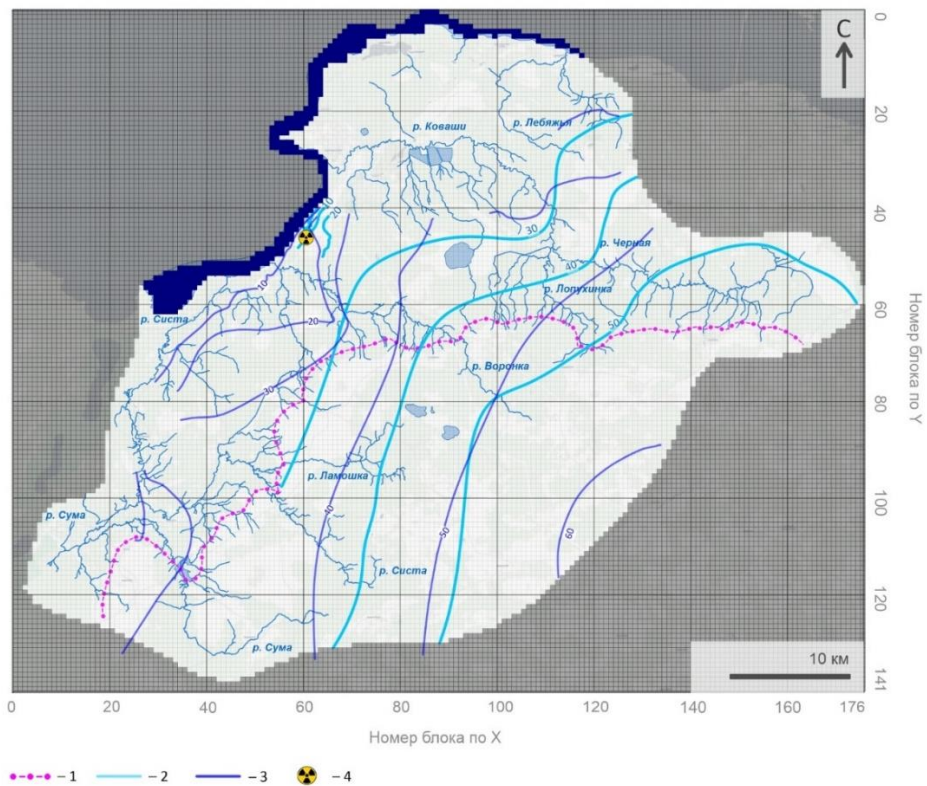 0
С
20
40
60
80
100
120
141
Номер блока по Y
р. Лебяжья
р. Коваши
10
20
30
р. Черная
40
р. Лопухинка
10
20
50
р. Систа
30
р. Воронка
р. Ламошка
р. Сума
40
50
60
р. Систа
р. Сума
10 км
0 20 40 60 80 100 120 140 160 176
Номер блока по X
– 1 – 2 – 3 – 4